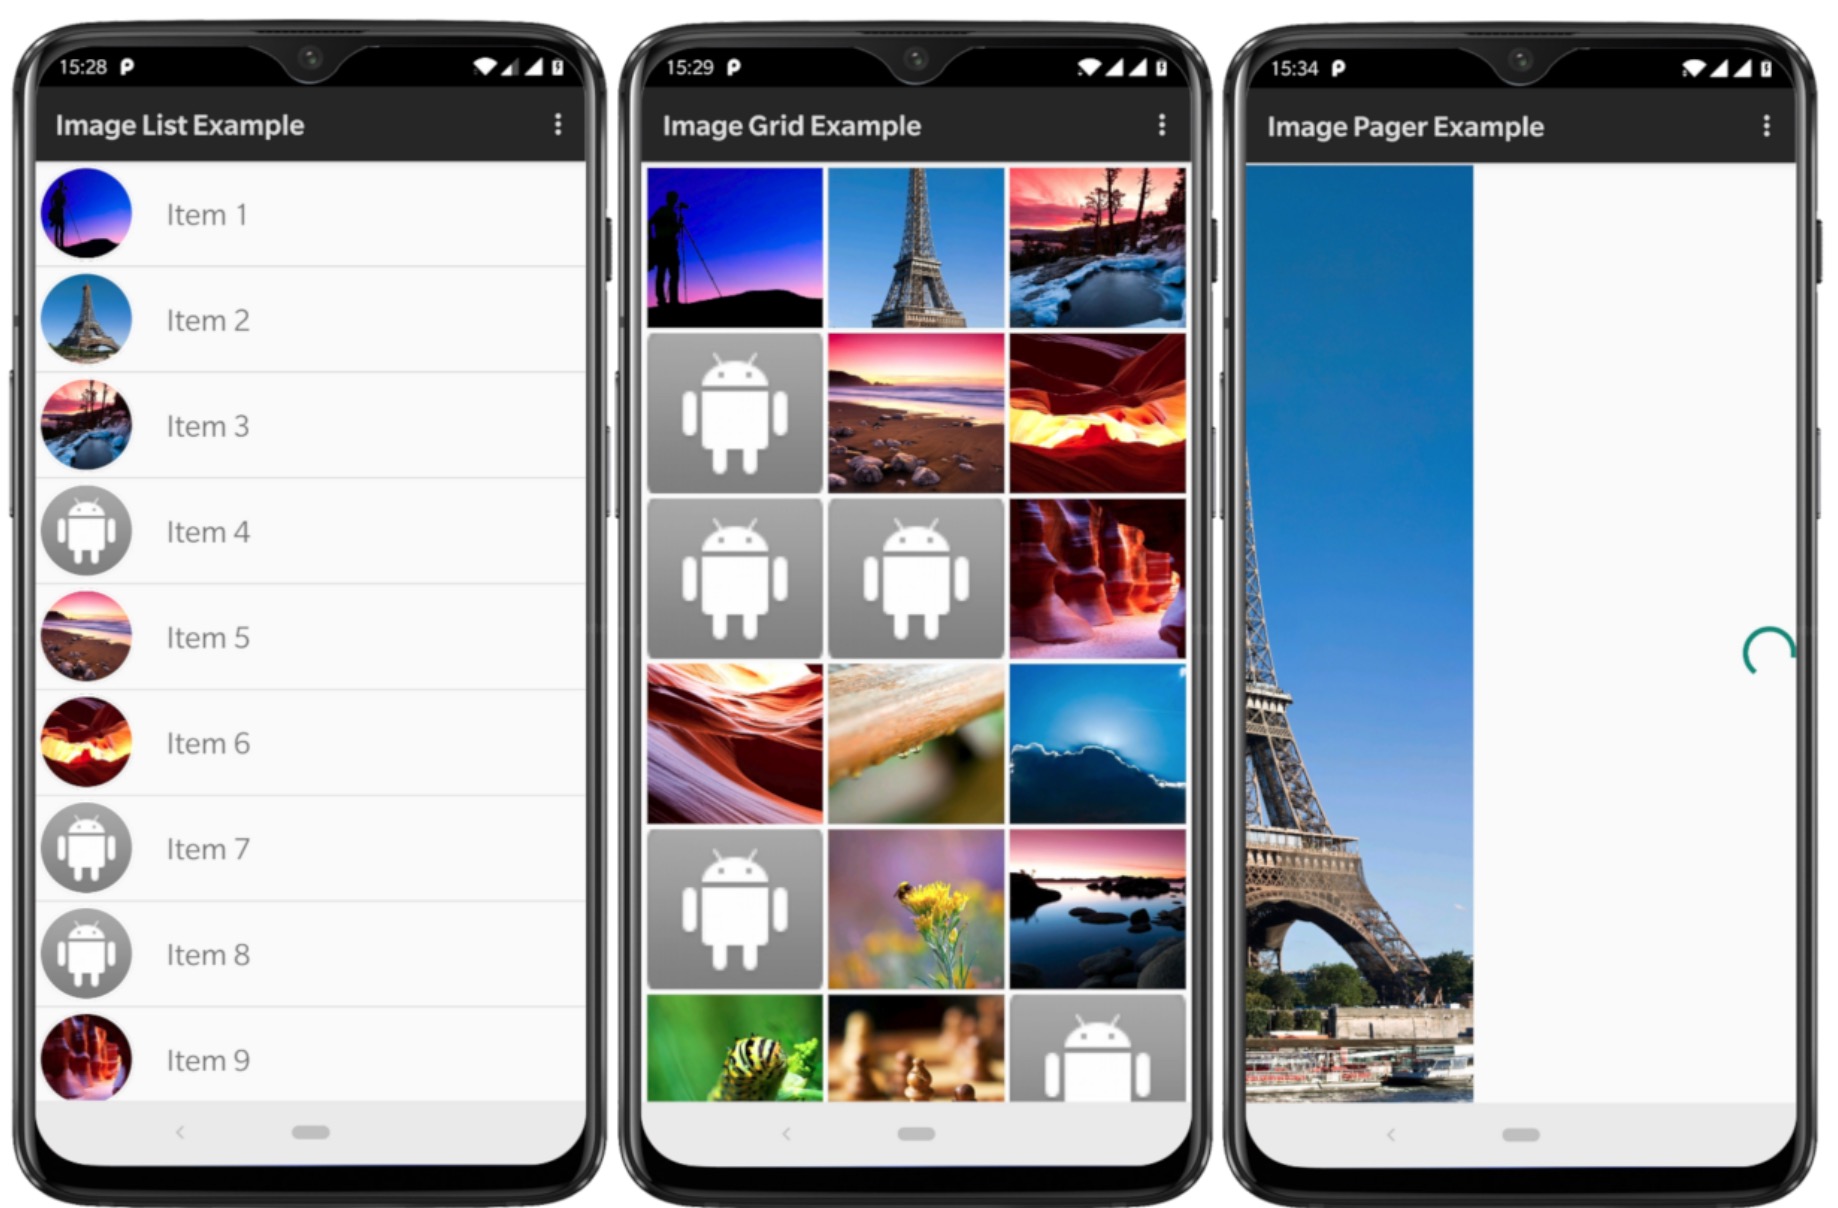 15:28
Image List Example
Item 1
Item 2
Item 3
Item 4
Item 5
Item 6
Item 7
Item 8
Item 9
15:29
Image Grid Example
15:34
Image Pager Example